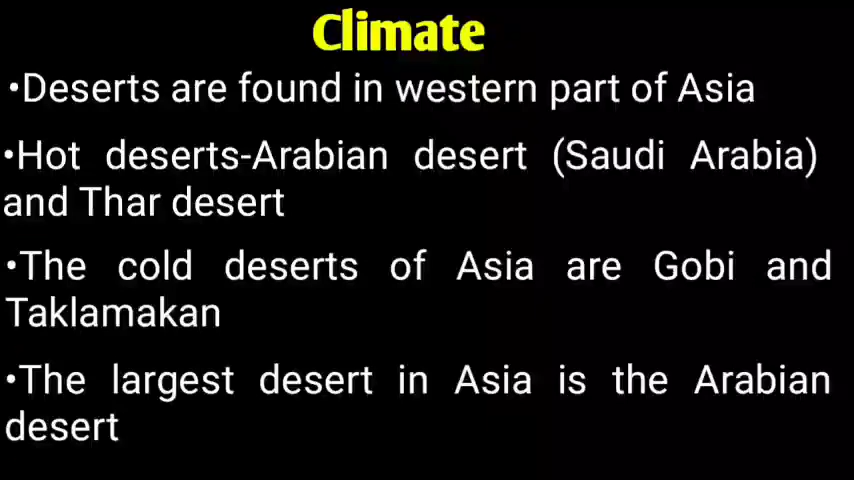 Climate
•Deserts are found in western part of Asia
•Hot deserts-Arabian desert (Saudi Arabia)
and Thar desert
•The cold deserts of Asia are Gobi and
Taklamakan
•The largest desert in Asia is the Arabian
desert